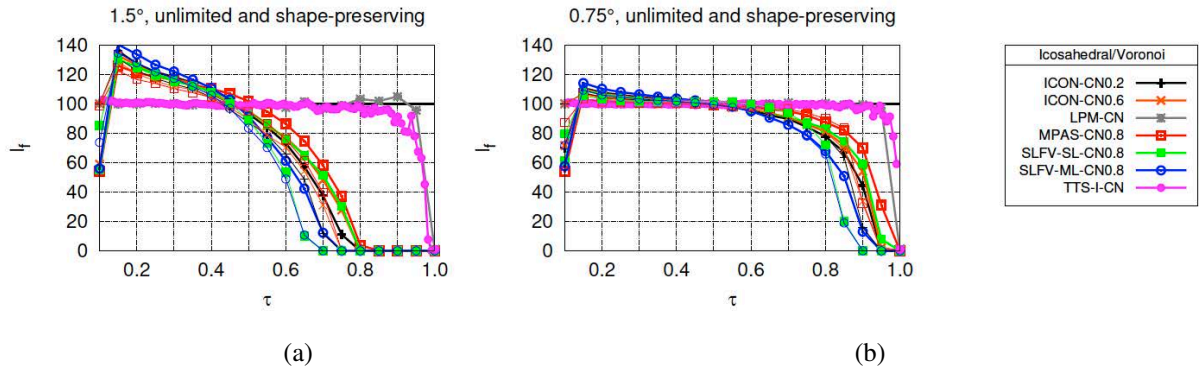 1.5°, unlimited and shape-preserving
140
120
100
80
60
40
20
0
l_f
0.2 0.4 0.6 0.8 1.0
τ
(a)
0.75°, unlimited and shape-preserving
140
120
100
80
60
40
20
0
l_f
0.2 0.4 0.6 0.8 1.0
τ
(b)
Icosahedral/Voronoi
ICON-CN0.2
ICON-CN0.6
LPM-CN
MPAS-CN0.8
SLFV-SL-CN0.8
SLFV-ML-CN0.8
TTS-I-CN